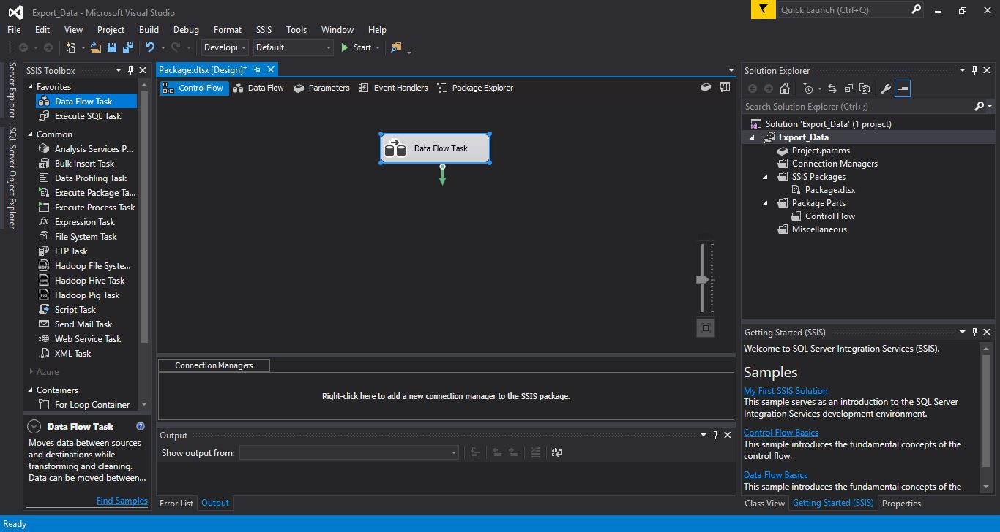 Export_Data - Microsoft Visual Studio
Quick Launch (Ctrl+Q)
File Edit View Project Build Debug Format SSIS Tools Window Help
Developı Default Start
Server Explorer
SQL Server Object Explorer
SSIS Toolbox
Favorites
Data Flow Task
Execute SQL Task
Common
Analysis Services P...
Bulk Insert Task
Data Profiling Task
Execute Package Ta...
Execute Process Task
Expression Task
File System Task
FTP Task
Hadoop File Syste...
Hadoop Hive Task
Hadoop Pig Task
Script Task
Send Mail Task
Web Service Task
XML Task
Azure
Containers
For Loop Container
Data Flow Task
Moves data between sources
and destinations while
transforming and cleaning.
Data can be moved between...
Find Samples
Package.dtsx [Design]*
Control Flow Data Flow Parameters Event Handlers Package Explorer
Data Flow Task
Connection Managers
Right-click here to add a new connection manager to the SSIS package.
Output
Show output from:
Error List Output
Solution Explorer
Search Solution Explorer (Ctrl+;)
Solution 'Export_Data' (1 project)
Export_Data
Project.params
Connection Managers
SSIS Packages
Package.dtsx
Package Parts
Control Flow
Miscellaneous
Getting Started (SSIS)
Welcome to SQL Server Integration Services (SSIS).
Samples
My First SSIS Solution
This sample serves as an introduction to the SQL Server
Integration Services development environment.
Control Flow Basics
This sample introduces the fundamental concepts of the
control flow.
Data Flow Basics
This sample introduces the fundamental concepts of the
Class View Getting Started (SSIS) Properties
Ready